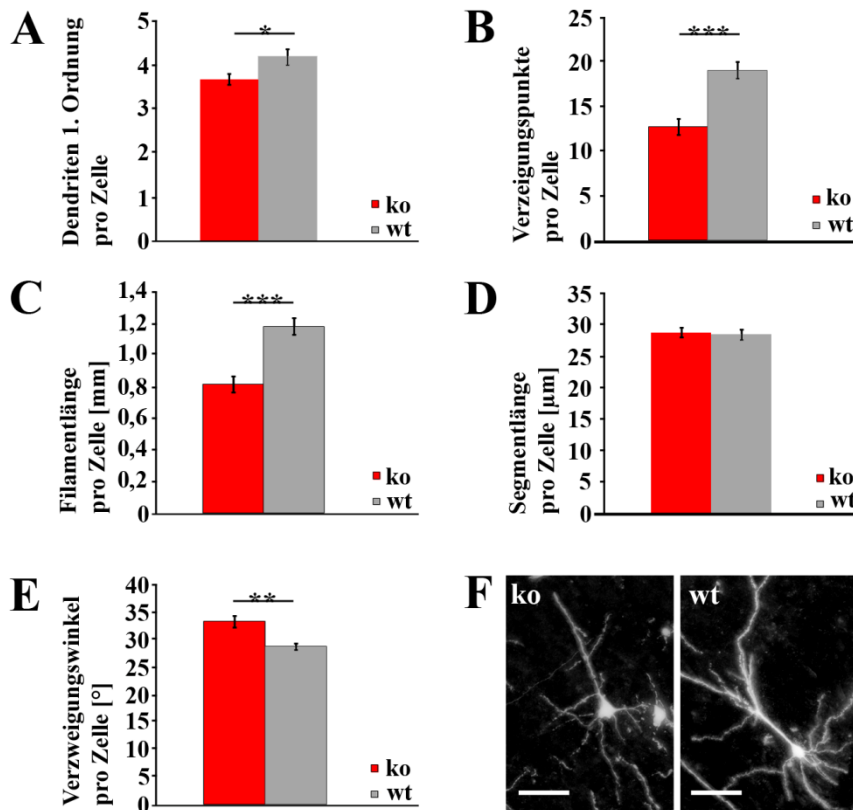 A
Dendriten 1. Ordnung
pro Zelle
5
4
3
2
1
0
*
ko
wt
B
Verzeigungspunkte
pro Zelle
25
20
15
10
5
0
***
ko
wt
C
Filamentlänge
pro Zelle [mm]
1,4
1,2
1,0
0,8
0,6
0,4
0,2
0
***
ko
wt
D
Segmentlänge
pro Zelle [µm]
35
30
25
20
15
10
5
0
ko
wt
E
Verzweigungswinkel
pro Zelle [°]
40
35
30
25
20
15
10
5
0
**
ko
wt
F
ko
wt